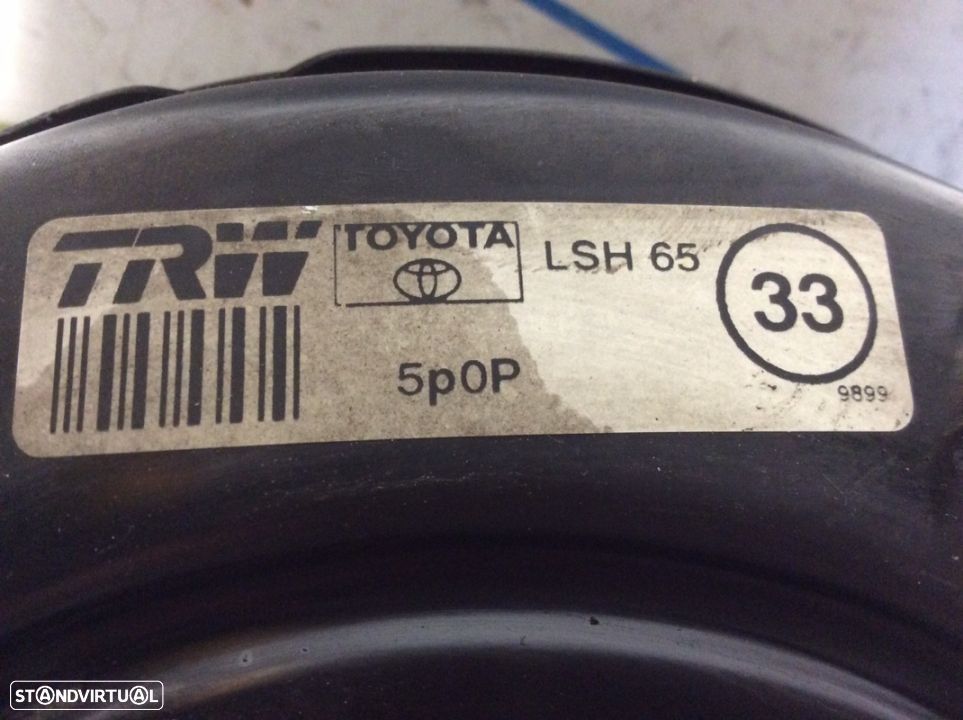 TRW
TOYOTA
LSH 65
33
5p0P
9899
STANDVIRTUAL